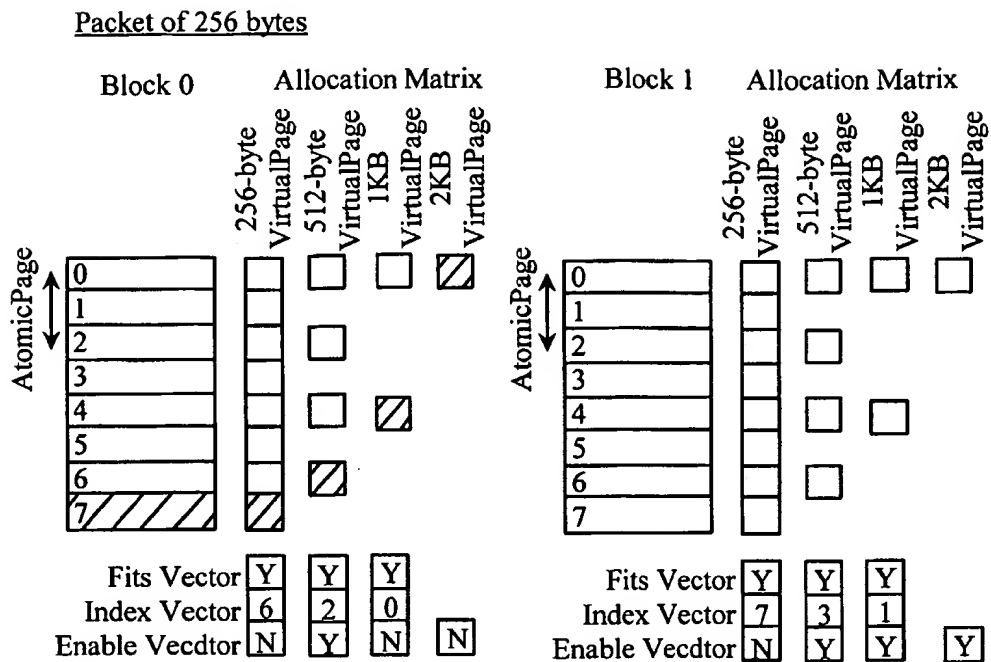 Packet of 256 bytes
Block 0
Allocation Matrix
256-byte
VirtualPage
512-byte
VirtualPage
1KB
VirtualPage
2KB
VirtualPage
AtomicPage
0
1
2
3
4
5
6
7
Fits Vector Y Y Y
Index Vector 6 2 0
Enable Vecdtor N Y N N
Block 1
Allocation Matrix
256-byte
VirtualPage
512-byte
VirtualPage
1KB
VirtualPage
2KB
VirtualPage
AtomicPage
0
1
2
3
4
5
6
7
Fits Vector Y Y Y
Index Vector 7 3 1
Enable Vecdtor N Y Y Y